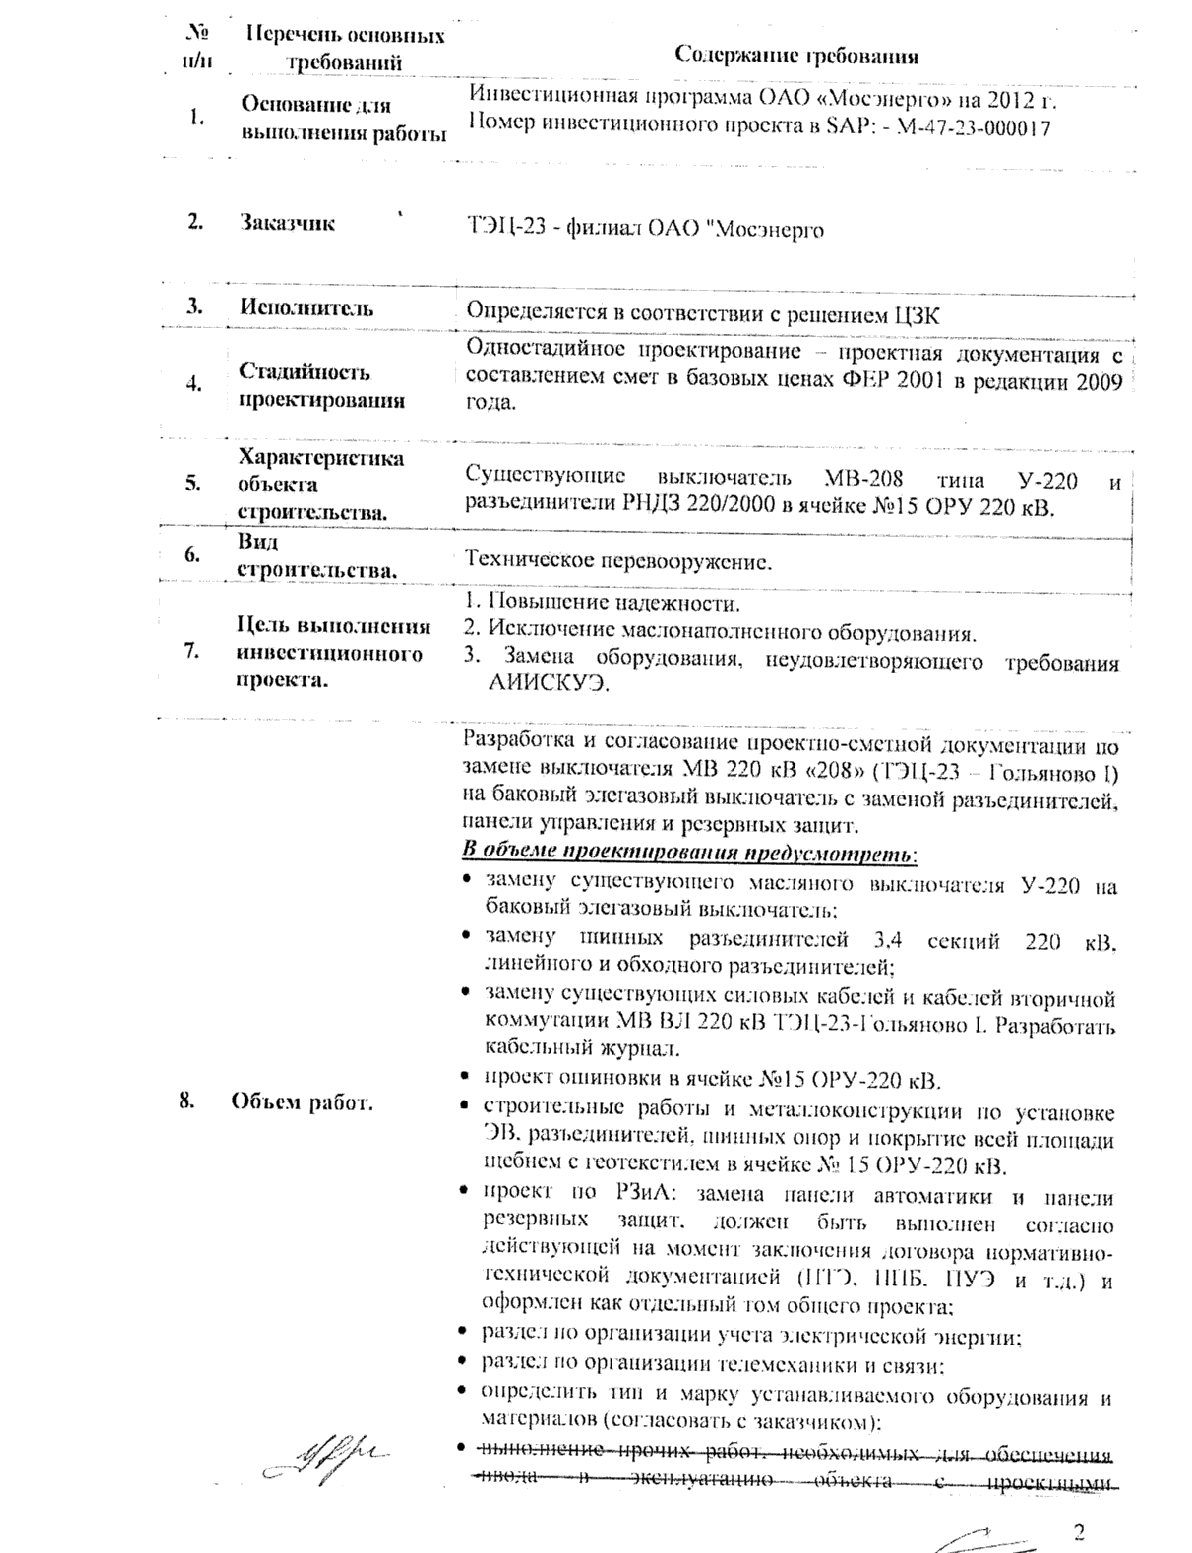 № п/п
Перечень основных требований
Содержание требования
1.
Основание для
выполнения работы
Инвестиционная программа ОАО «Мосэнерго» на 2012 г.
Номер инвестиционного проекта в SAP: - М-47-23-000017
2.
Заказчик
ТЭЦ-23 - филиал ОАО "Мосэнерго
3.
Исполнитель
Определяется в соответствии с решением ЦЗК
4.
Стадийность
проектирования
Одностадийное проектирование – проектная документация с
составлением смет в базовых ценах ФЕР 2001 в редакции 2009
года.
5.
Характеристика
объекта
строительства.
Существующие выключатель МВ-208 типа У-220 и
разъединители РНДЗ 220/2000 в ячейке №15 ОРУ 220 кВ.
6.
Вид
строительства.
Техническое перевооружение.
7.
Цель выполнения
инвестиционного
проекта.
1. Повышение надежности.
2. Исключение маслонаполненного оборудования.
3. Замена оборудования, неудовлетворяющего требования
АИИСКУЭ.
8.
Объем работ.
Разработка и согласование проектно-сметной документации по
замене выключателя МВ 220 кВ «208» (ТЭЦ-23 – Гольяново I)
на баковый элегазовый выключатель с заменой разъединителей,
панели управления и резервных защит.
В объеме проектирования предусмотреть:
• замену существующего масляного выключателя У-220 на
баковый элегазовый выключатель;
• замену шинных разъединителей 3,4 секций 220 кВ,
линейного и обходного разъединителей;
• замену существующих силовых кабелей и кабелей вторичной
коммутации МВ ВЛ 220 кВ ТЭЦ-23-Гольяново I. Разработать
кабельный журнал.
• проект ошиновки в ячейке №15 ОРУ-220 кВ.
• строительные работы и металлоконструкции по установке
ЭВ, разъединителей, шинных опор и покрытие всей площади
щебнем с геотекстилем в ячейке № 15 ОРУ-220 кВ.
• проект по РЗиА: замена панели автоматики и панели
резервных защит, должен быть выполнен согласно
действующей на момент заключения договора нормативно-
технической документацией (ПТЭ, ППБ, ПУЭ и т.д.) и
оформлен как отдельный том общего проекта;
• раздел по организации учета электрической энергии;
• раздел по организации телемеханики и связи;
• определить тип и марку устанавливаемого оборудования и
материалов (согласовать с заказчиком);
• выполнение прочих работ, необходимых для обеспечения
ввода в эксплуатацию объекта с проектными
2